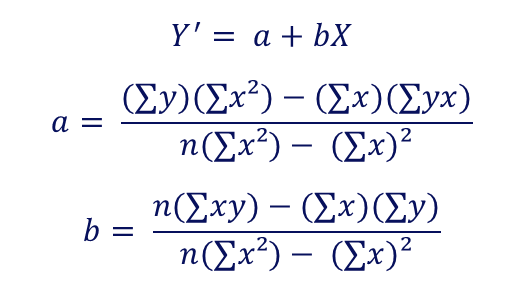 Y′ = a + bX
a = (∑y)(∑x²) − (∑x)(∑yx) / n(∑x²) − (∑x)²
b = n(∑xy) − (∑x)(∑y) / n(∑x²) − (∑x)²